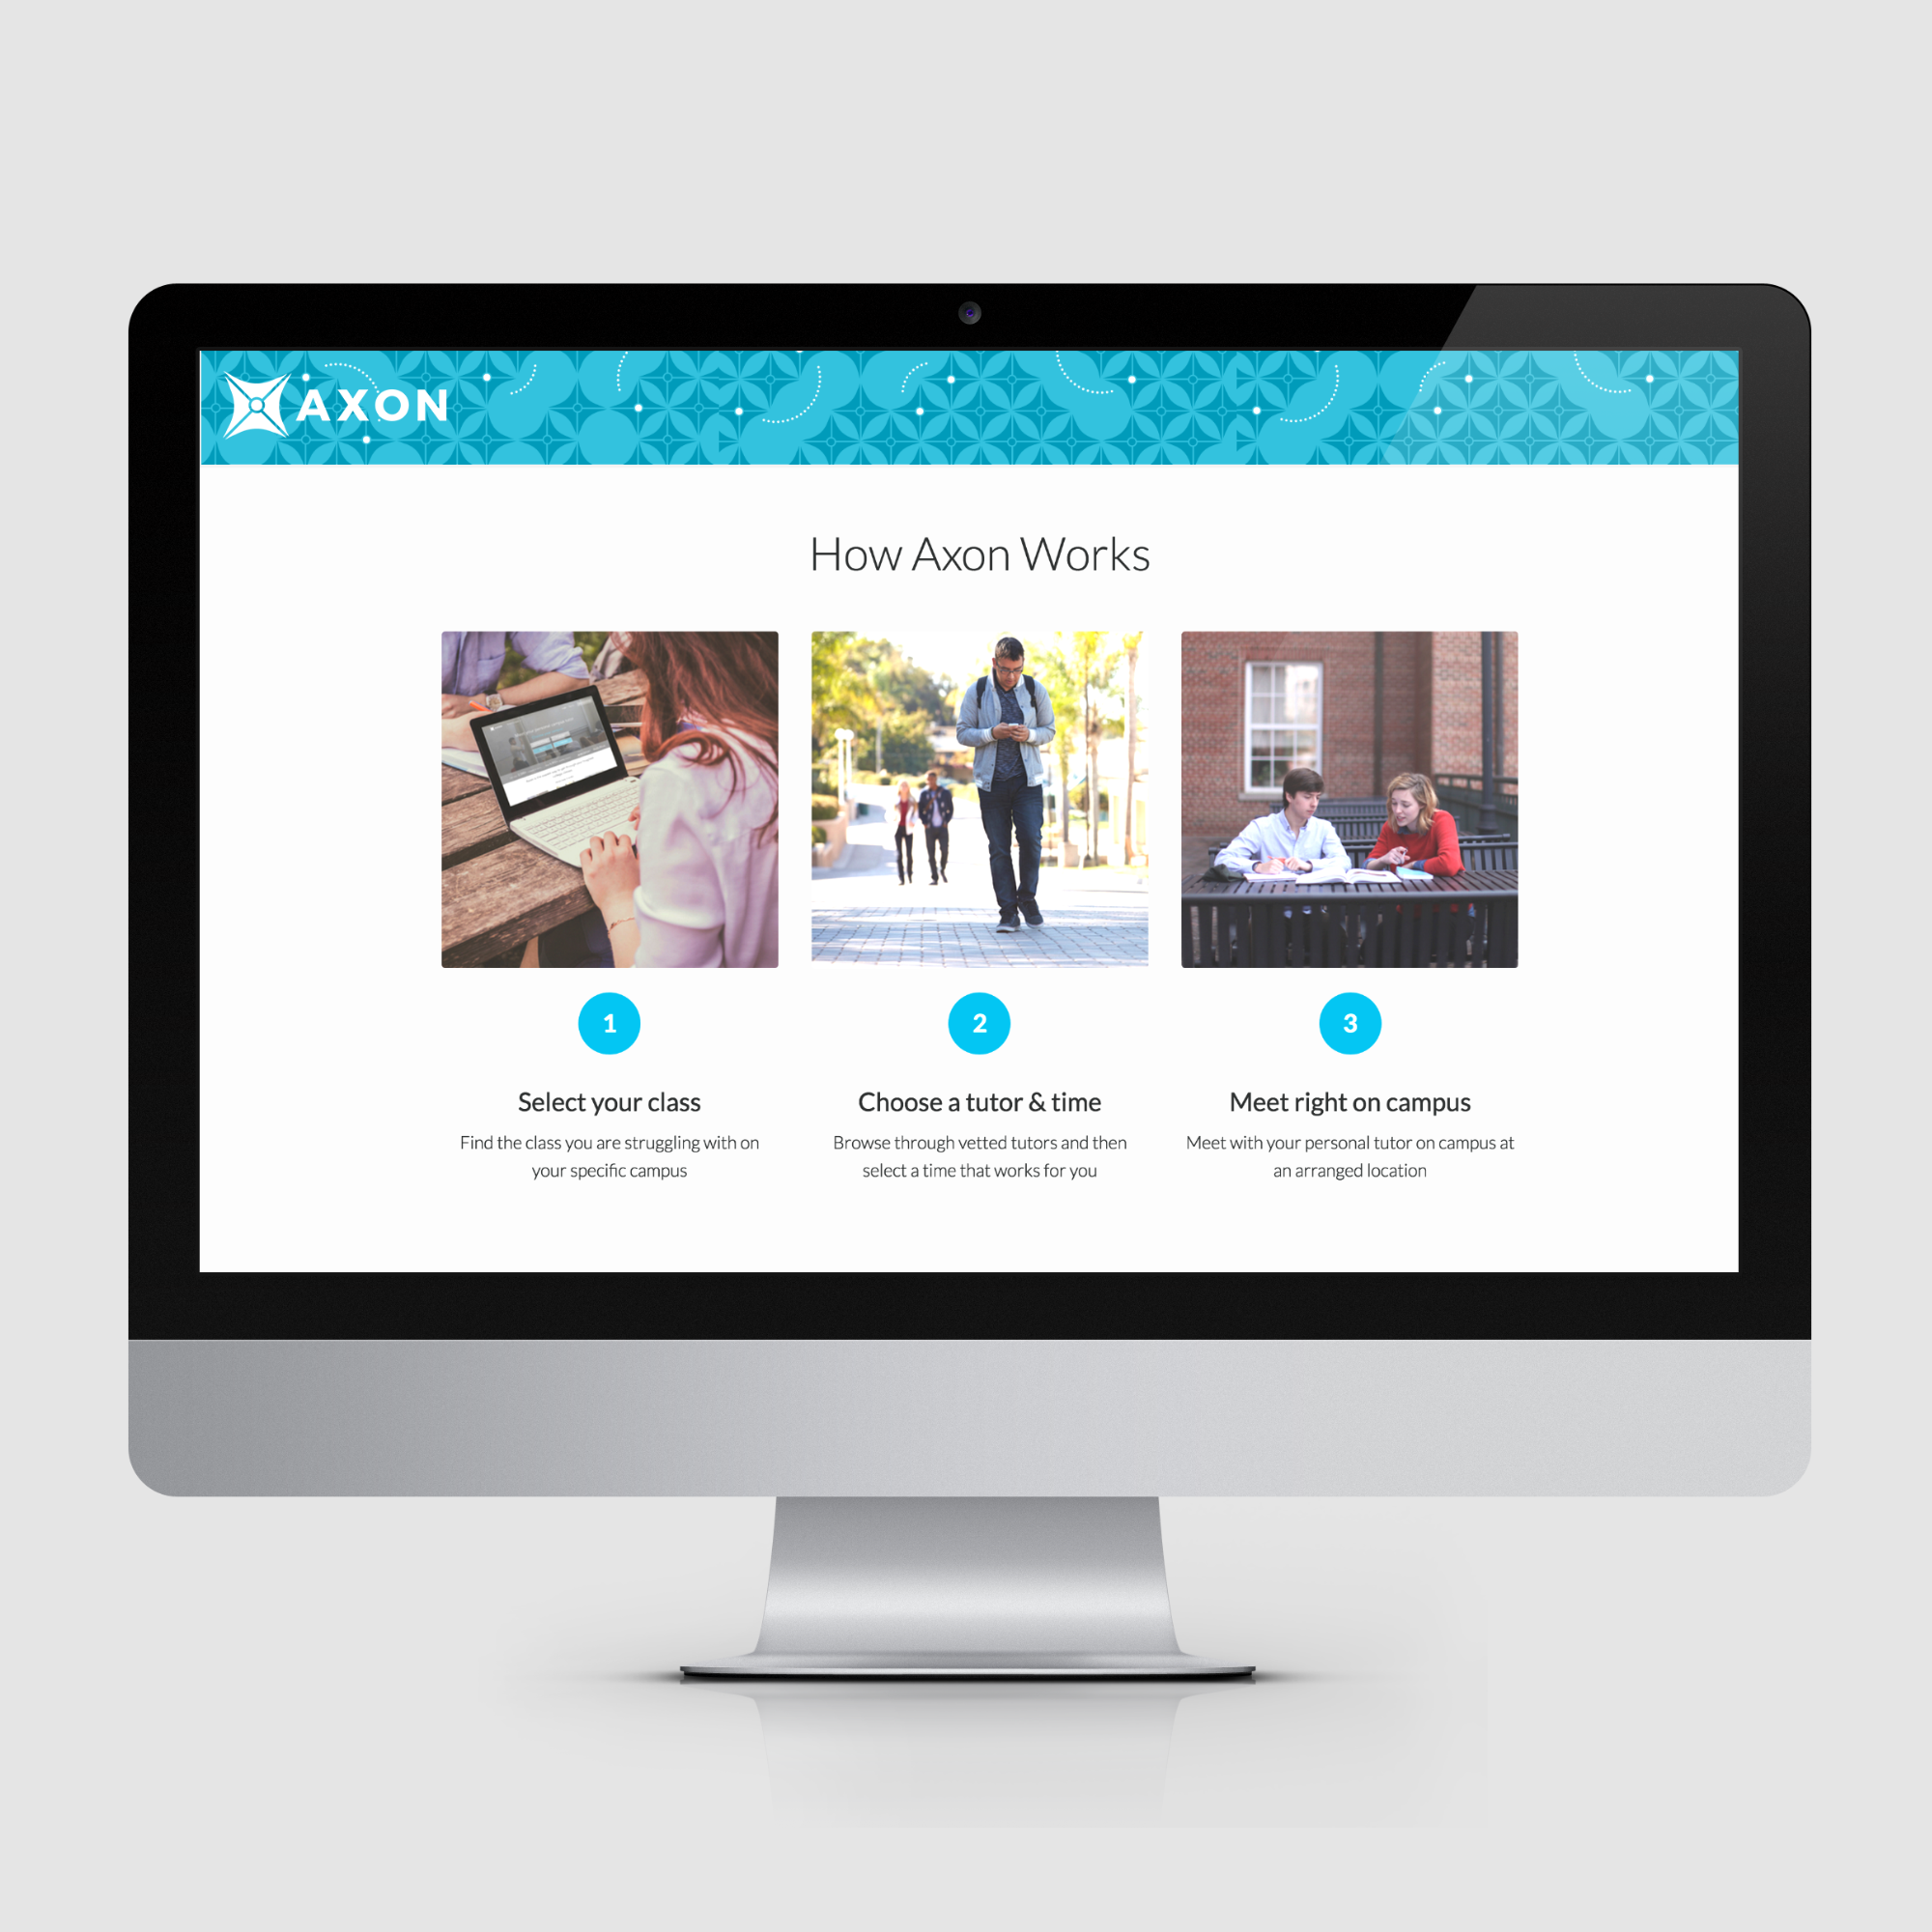 AXON
How Axon Works
1
2
3
Select your class
Find the class you are struggling with on
your specific campus
Choose a tutor & time
Browse through vetted tutors and then
select a time that works for you
Meet right on campus
Meet with your personal tutor on campus at
an arranged location